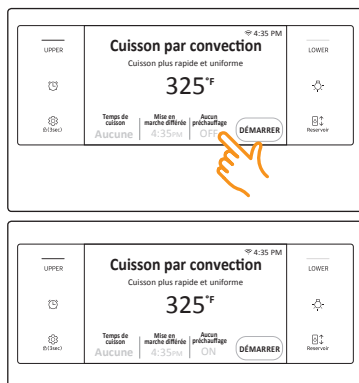 4:35 PM
UPPER
Cuisson par convection
LOWER
Cuisson plus rapide et uniforme
325°F
(3sec)
Temps de cuisson
Mise en marche différée
Aucun préchauffage
Aucune
4:35PM
OFF
DÉMARRER
Reservoir
4:35 PM
UPPER
Cuisson par convection
LOWER
Cuisson plus rapide et uniforme
325°F
(3sec)
Temps de cuisson
Mise en marche différée
Aucun préchauffage
Aucune
4:35PM
ON
DÉMARRER
Reservoir